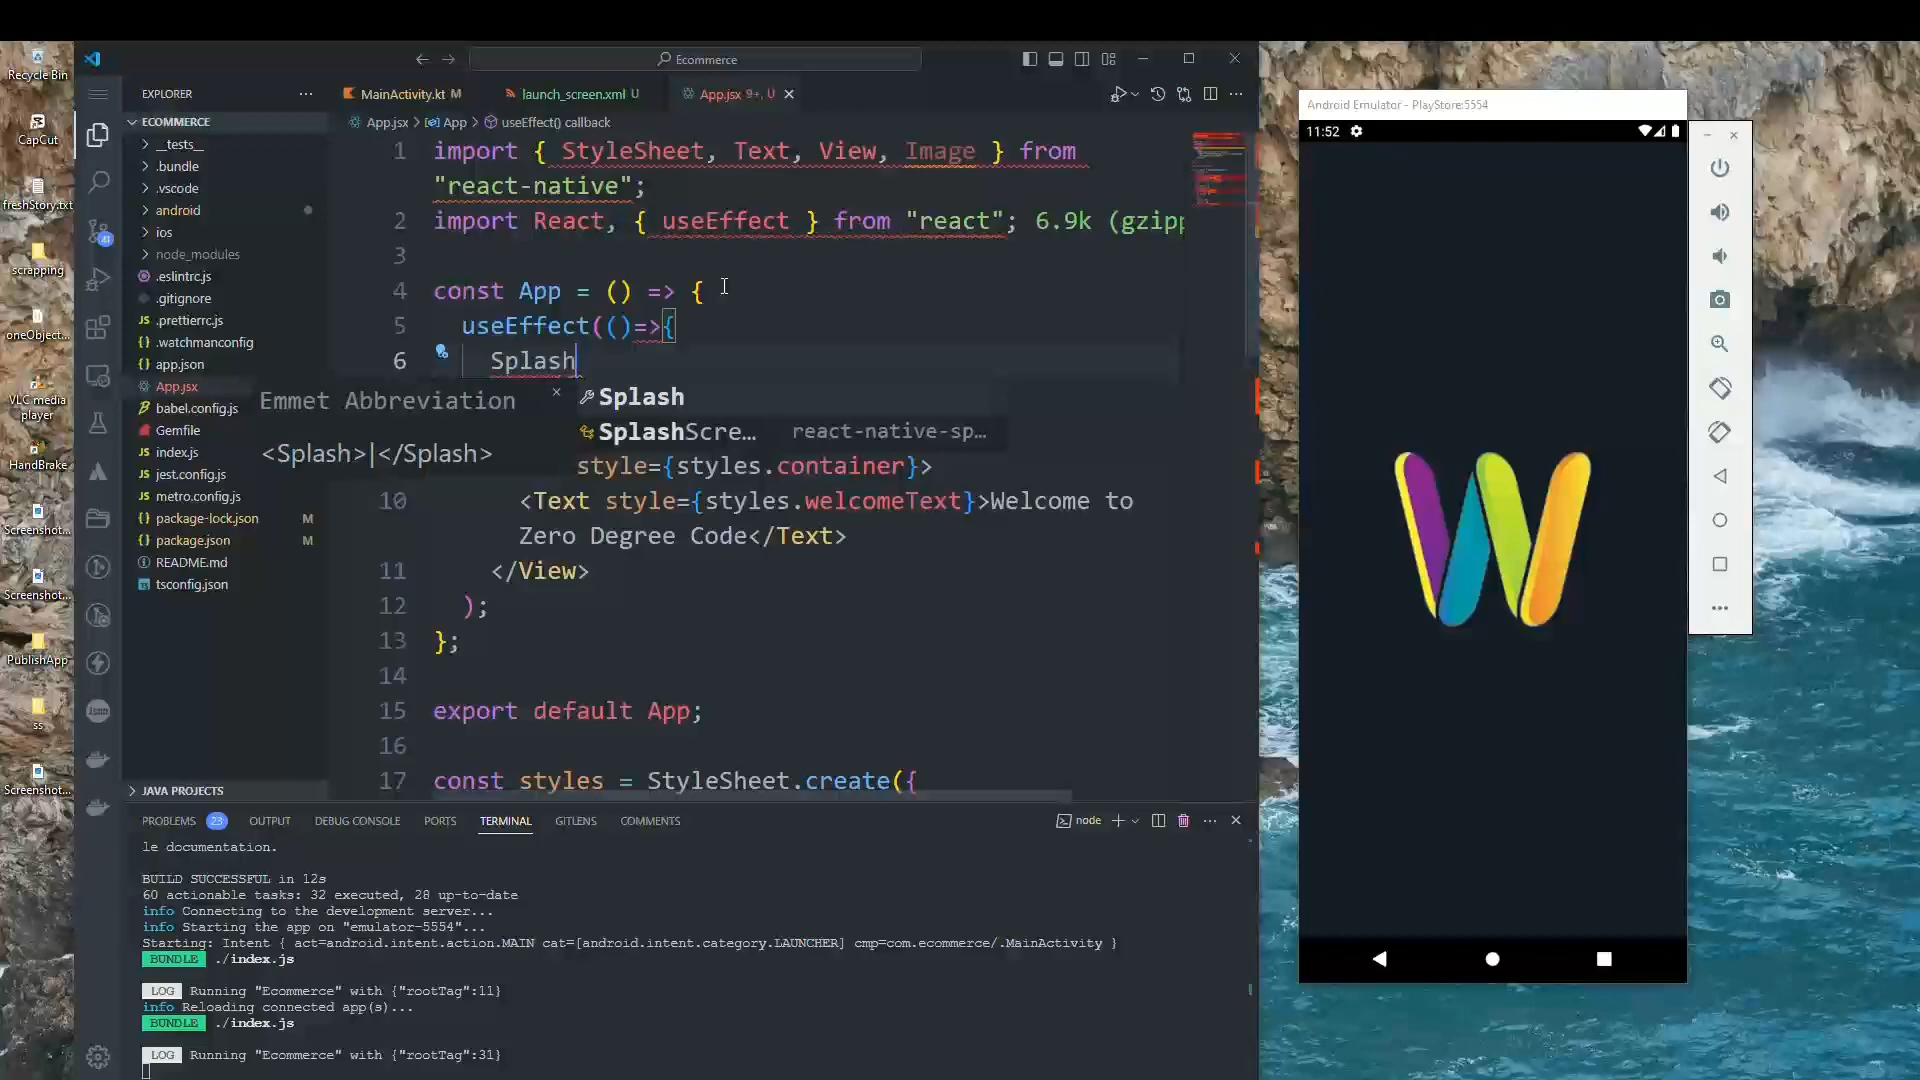 Recycle Bin
CapCut
freshStory.txt
scrapping
oneObject...
VLC media
player
HandBrake
Screenshot...
Screenshot...
PublishApp
ss
Screenshot...
Ecommerce
EXPLORER
MainActivity.kt M
launch_screen.xml U
App.jsx 9+, U
App.jsx > App > useEffect() callback
ECOMMERCE
__tests__
.bundle
.vscode
android
ios
node_modules
.eslintrc.js
.gitignore
.prettierrc.js
.watchmanconfig
app.json
App.jsx
babel.config.js
Gemfile
index.js
jest.config.js
metro.config.js
package-lock.json M
package.json M
README.md
tsconfig.json
JAVA PROJECTS
1 import { StyleSheet, Text, View, Image } from
"react-native";
2 import React, { useEffect } from "react"; 6.9k (gzipp
3
4 const App = () => {
5 useEffect(()=>{
6 Splash
Emmet Abbreviation
<Splash>|</Splash>
Splash
SplashScre... react-native-sp...
style={styles.container}>
10 <Text style={styles.welcomeText}>Welcome to
Zero Degree Code</Text>
11 </View>
12 );
13 };
14
15 export default App;
16
17 const styles = StyleSheet.create({
PROBLEMS 23 OUTPUT DEBUG CONSOLE PORTS TERMINAL GITLENS COMMENTS
node
le documentation.
BUILD SUCCESSFUL in 12s
60 actionable tasks: 32 executed, 28 up-to-date
info Connecting to the development server...
info Starting the app on "emulator-5554"...
Starting: Intent { act=android.intent.action.MAIN cat=[android.intent.category.LAUNCHER] cmp=com.ecommerce/.MainActivity }
BUNDLE ./index.js
LOG Running "Ecommerce" with {"rootTag":11}
info Reloading connected app(s)...
BUNDLE ./index.js
LOG Running "Ecommerce" with {"rootTag":31}
Android Emulator - PlayStore:5554
11:52